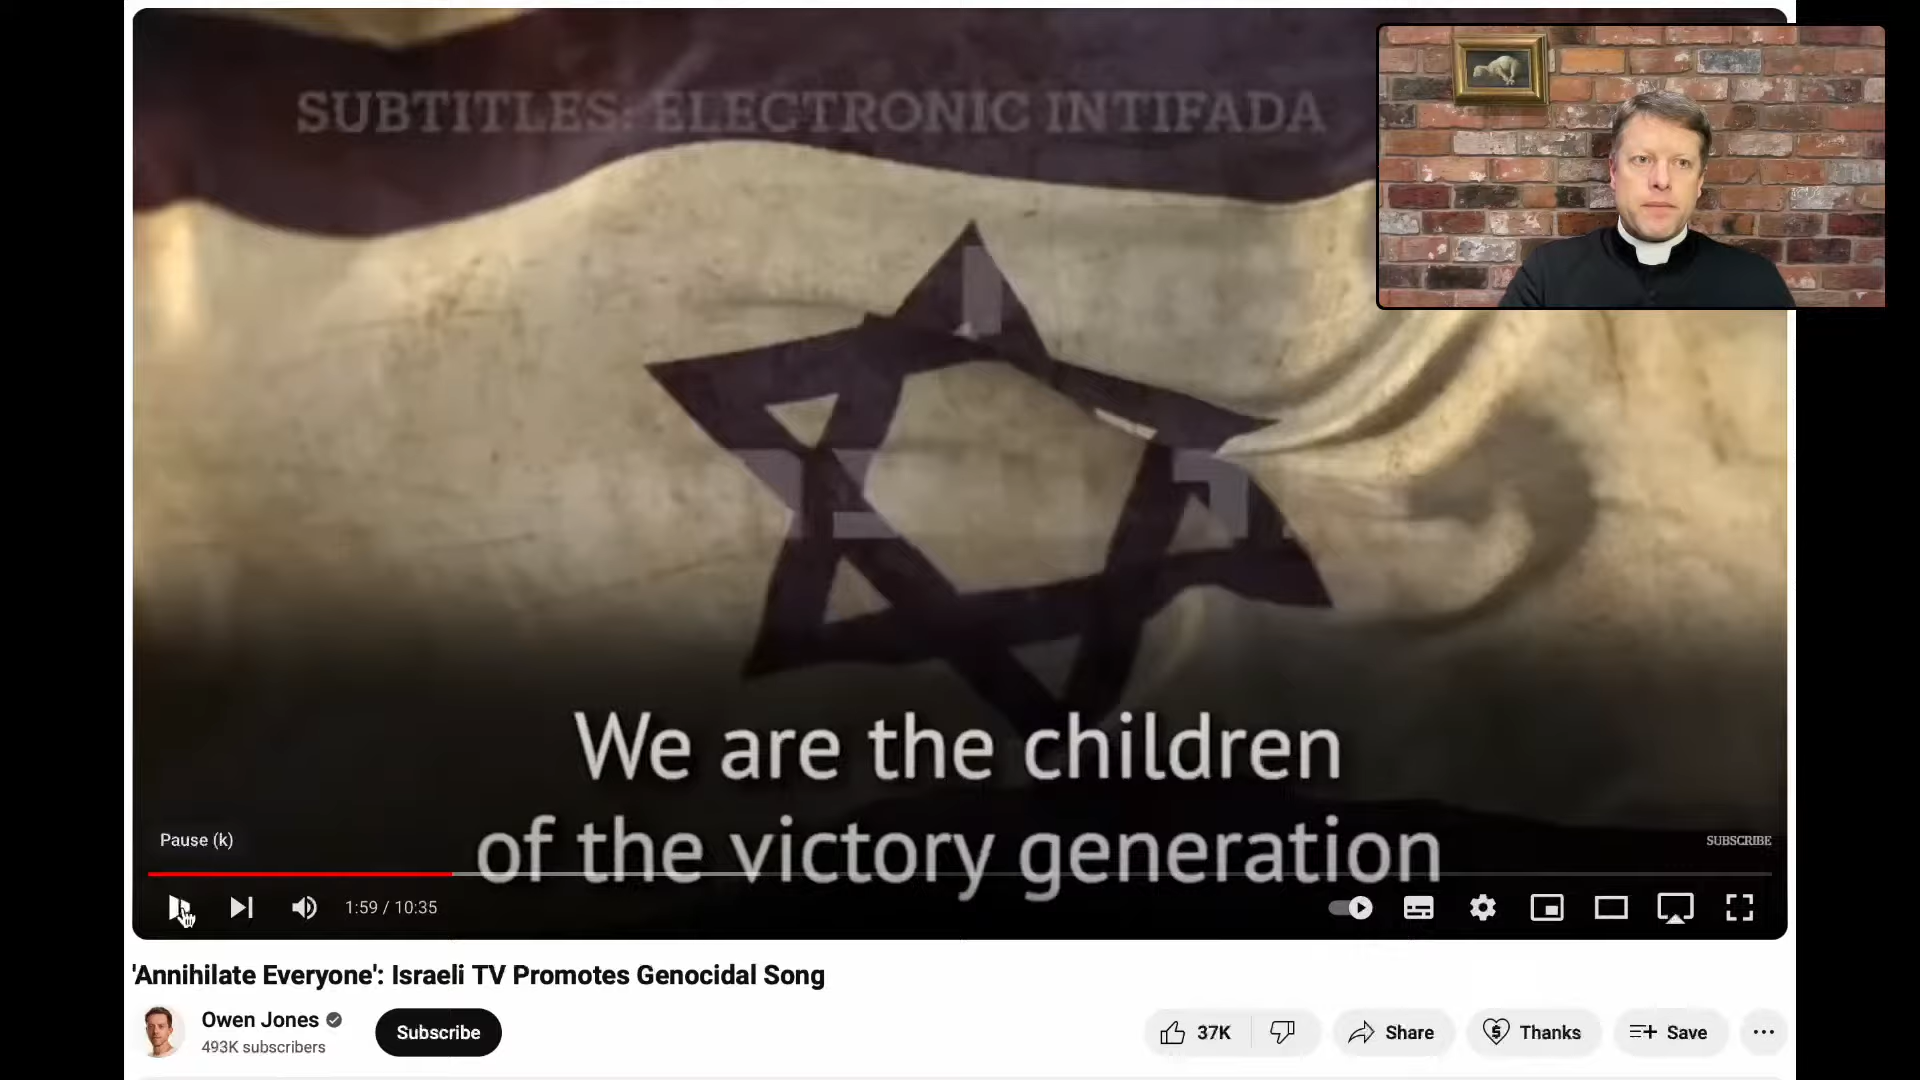 SUBTITLES: ELECTRONIC INTIFADA
We are the children
of the victory generation
Pause (k)
SUBSCRIBE
1:59 / 10:35
'Annihilate Everyone': Israeli TV Promotes Genocidal Song
Owen Jones
493K subscribers
Subscribe
37K
Share
Thanks
Save